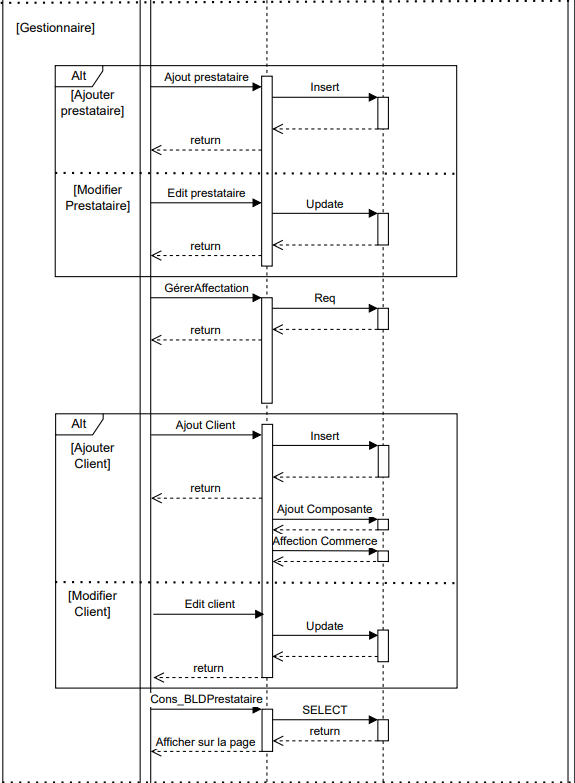 [Gestionnaire]
Alt
Ajout prestataire
[Ajouter
prestataire]
Insert
return
[Modifier
Prestataire]
Edit prestataire
Update
return
GérerAffectation
Req
return
Alt
Ajout Client
[Ajouter
Client]
Insert
return
Ajout Composante
Affection Commerce
[Modifier
Client]
Edit client
Update
return
Cons_BLDPrestataire
SELECT
return
Afficher sur la page